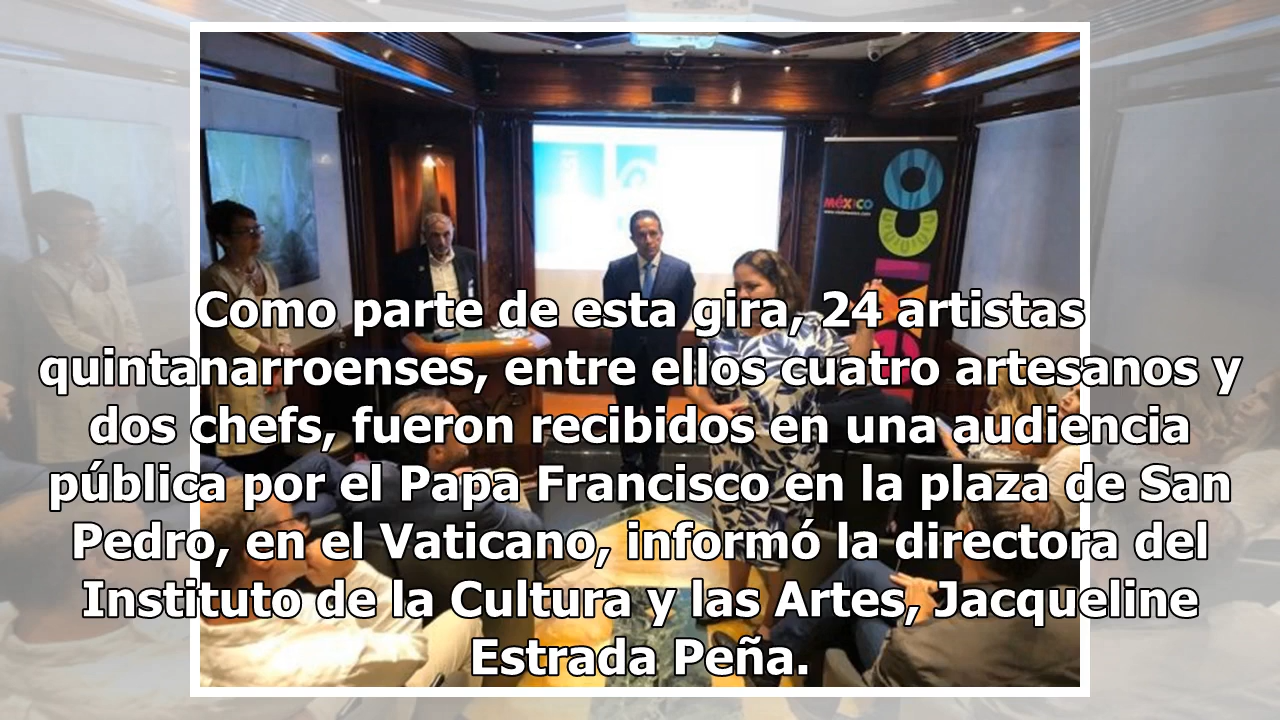 MÉXICO
Como parte de esta gira, 24 artistas
quintanarroenses, entre ellos cuatro artesanos y
dos chefs, fueron recibidos en una audiencia
pública por el Papa Francisco en la plaza de San
Pedro, en el Vaticano, informó la directora del
Instituto de la Cultura y las Artes, Jacqueline
Estrada Peña.